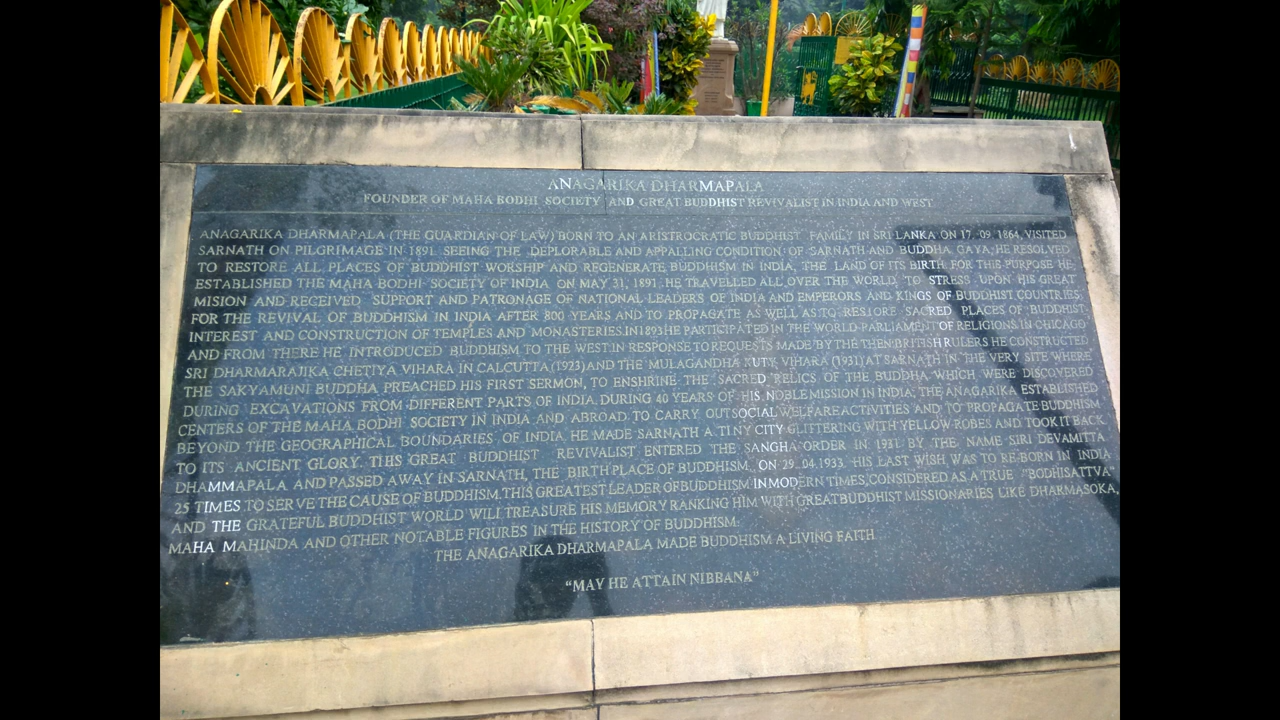 ANAGARIKA DHARMAPALA
FOUNDER OF MAHA BODHI SOCIETY AND GREAT BUDDHIST REVIVALIST IN INDIA AND WEST
ANAGARIKA DHARMAPALA (THE GUARDIAN OF LAW) BORN TO AN ARISTROCRATIC BUDDHIST FAMILY IN SRI LANKA ON 17. 09. 1864, VISITED
SARNATH ON PILGRIMAGE IN 1891. SEEING THE DEPLORABLE AND APPALLING CONDITION OF SARNATH AND BUDDHA GAYA, HE RESOLVED
TO RESTORE ALL PLACES OF BUDDHIST WORSHIP AND REGENERATE BUDDHISM IN INDIA, THE LAND OF ITS BIRTH. FOR THIS PURPOSE HE
ESTABLISHED THE MAHA BODHI SOCIETY OF INDIA ON MAY 31, 1891. HE TRAVELLED ALL OVER THE WORLD TO STRESS UPON HIS GREAT
MISION AND RECEIVED SUPPORT AND PATRONAGE OF NATIONAL LEADERS OF INDIA AND EMPERORS AND KINGS OF BUDDHIST COUNTRIES,
FOR THE REVIVAL OF BUDDHISM IN INDIA AFTER 800 YEARS AND TO PROPAGATE AS WELL AS TO RESTORE SACRED PLACES OF BUDDHIST
INTEREST AND CONSTRUCTION OF TEMPLES AND MONASTERIES.IN 1893 HE PARTICIPATED IN THE WORLD PARLIAMENT OF RELIGIONS IN CHICAGO
AND FROM THERE HE INTRODUCED BUDDHISM TO THE WEST.IN RESPONSE TO REQUESTS MADE BY THE THEN BRITISH RULERS HE CONSTRUCTED
SRI DHARMARAJIKA CHETIYA VIHARA IN CALCUTTA (1923) AND THE MULAGANDHA KUTY VIHARA (1931) AT SARNATH IN THE VERY SITE WHERE
THE SAKYAMUNI BUDDHA PREACHED HIS FIRST SERMON, TO ENSHRINE THE SACRED RELICS OF THE BUDDHA WHICH WERE DISCOVERED
DURING EXCAVATIONS FROM DIFFERENT PARTS OF INDIA. DURING 40 YEARS OF HIS NOBLE MISSION IN INDIA, THE ANAGARIKA ESTABLISHED
CENTERS OF THE MAHA BODHI SOCIETY IN INDIA AND ABROAD TO CARRY OUT SOCIAL WELFARE ACTIVITIES AND TO PROPAGATE BUDDHISM
BEYOND THE GEOGRAPHICAL BOUNDARIES OF INDIA. HE MADE SARNATH A TINY CITY GLITTERING WITH YELLOW ROBES AND TOOK IT BACK
TO ITS ANCIENT GLORY. THIS GREAT BUDDHIST REVIVALIST ENTERED THE SANGHA ORDER IN 1931 BY THE NAME SIRI DEVAMITTA
DHAMMAPALA AND PASSED AWAY IN SARNATH, THE BIRTH PLACE OF BUDDHISM, ON 29. 04.1933. HIS LAST WISH WAS TO RE-BORN IN INDIA
25 TIMES TO SERVE THE CAUSE OF BUDDHISM.THIS GREATEST LEADER OF BUDDHISM IN MODERN TIMES, CONSIDERED AS A TRUE "BODHISATTVA"
AND THE GRATEFUL BUDDHIST WORLD WILL TREASURE HIS MEMORY RANKING HIM WITH GREAT BUDDHIST MISSIONARIES LIKE DHARMASOKA,
MAHA MAHINDA AND OTHER NOTABLE FIGURES IN THE HISTORY OF BUDDHISM.
THE ANAGARIKA DHARMAPALA MADE BUDDHISM A LIVING FAITH
"MAY HE ATTAIN NIBBANA"